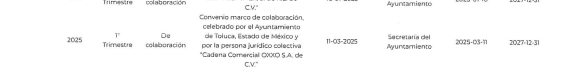 Trimestre colaboración Ayuntamiento
C.V."
Convenio marco de colaboración,
celebrado por el Ayuntamiento
2025 1° Trimestre De colaboración de Toluca, Estado de México y 11-03-2025 Secretaría del Ayuntamiento 2025-03-11 2027-12-31
por la persona jurídico colectiva
"Cadena Comercial OXXO S.A. de
C.V."